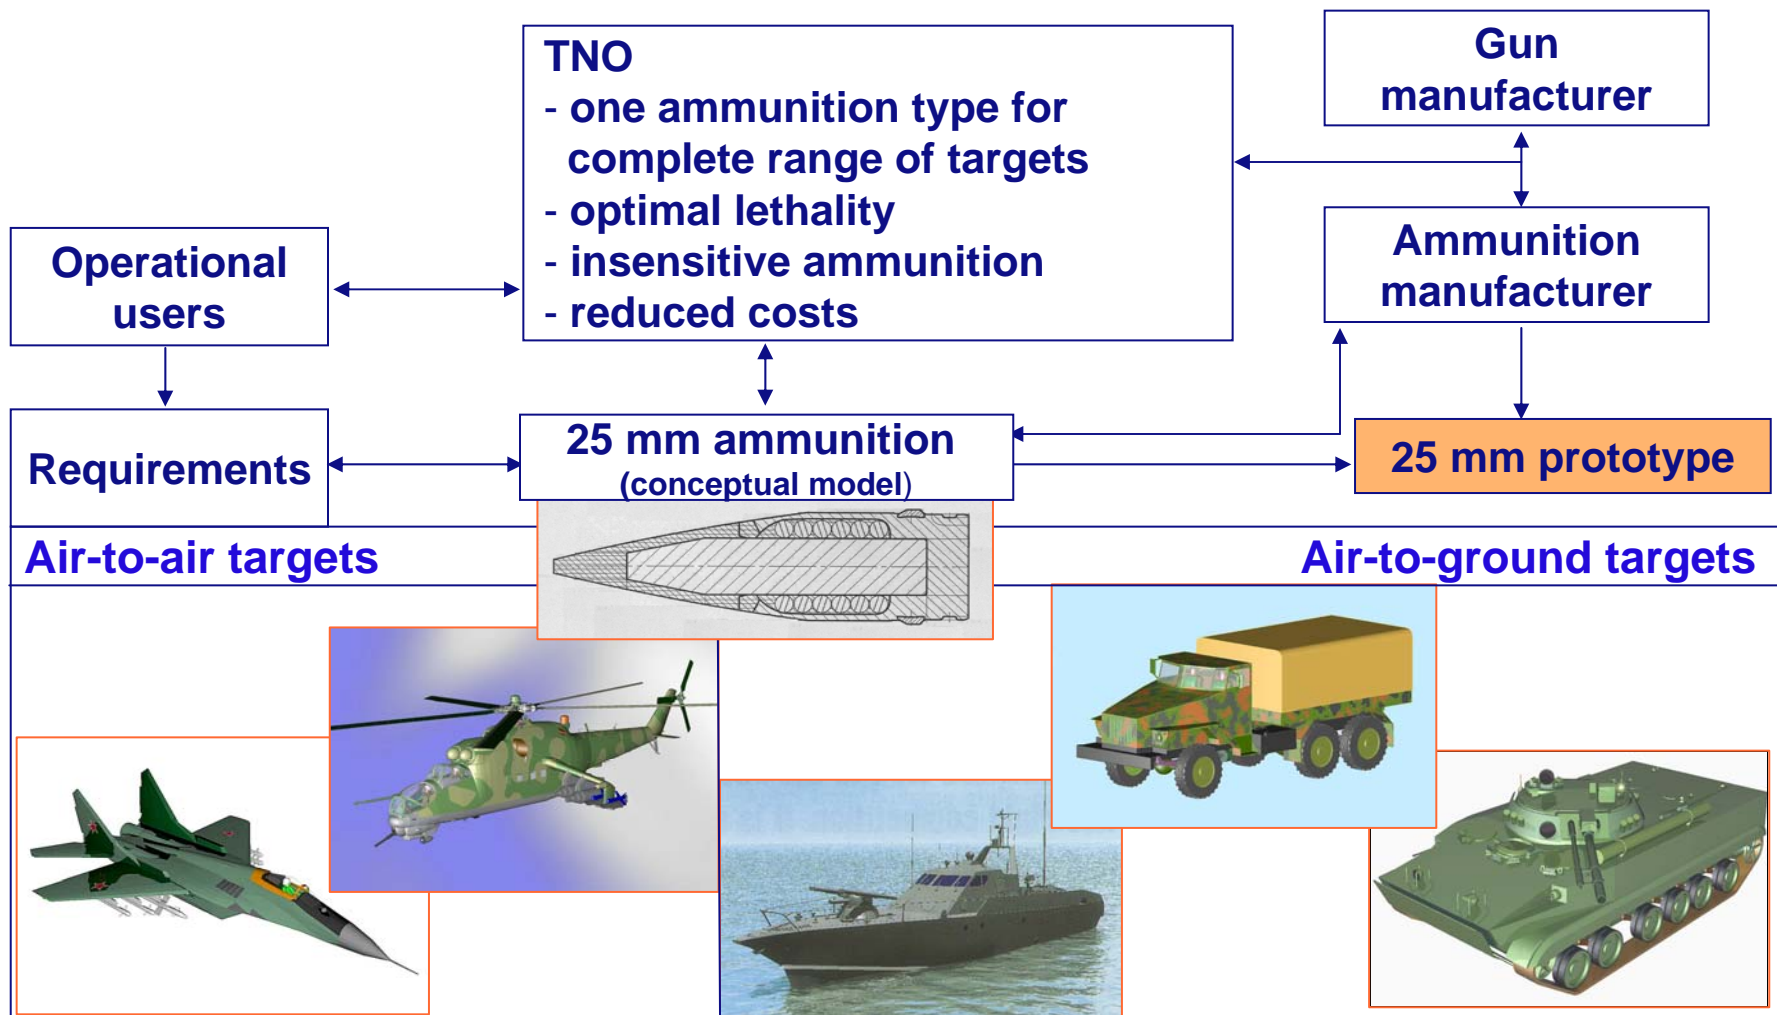 TNO
- one ammunition type for
complete range of targets
- optimal lethality
- insensitive ammunition
- reduced costs
Gun
manufacturer
Operational
users
Ammunition
manufacturer
Requirements
25 mm ammunition
(conceptual model)
25 mm prototype
Air-to-air targets
Air-to-ground targets